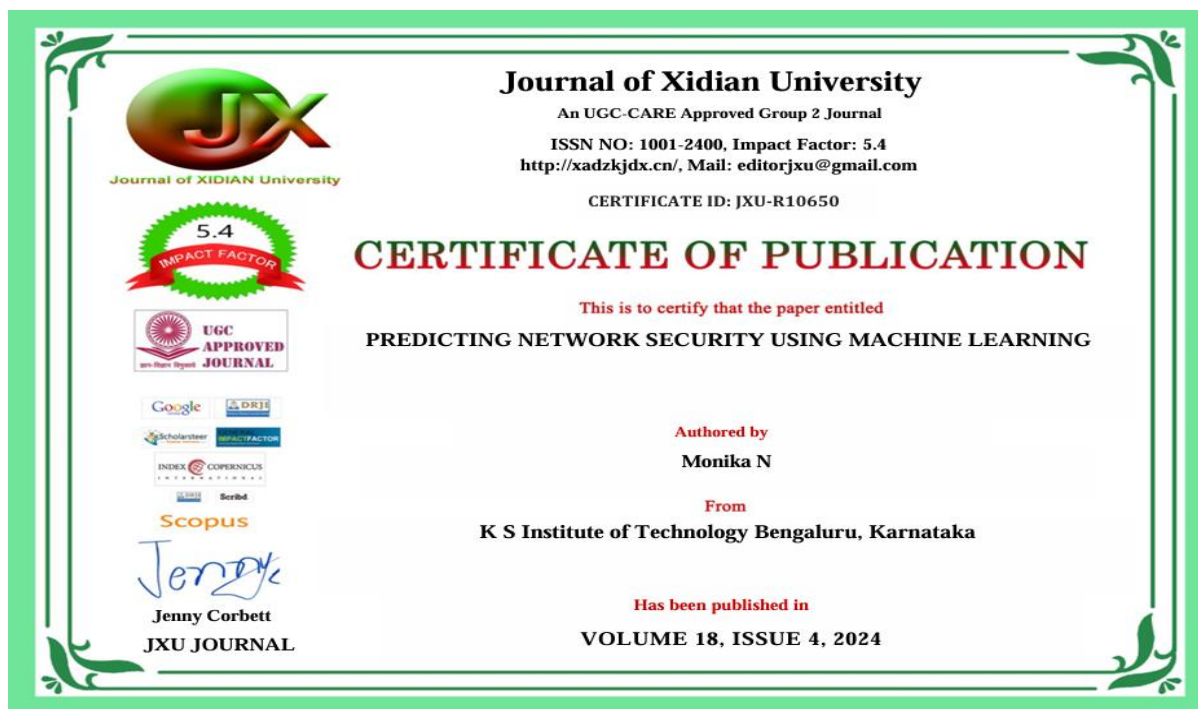 JX
Journal of XIDIAN University
Journal of Xidian University
An UGC-CARE Approved Group 2 Journal
ISSN NO: 1001-2400, Impact Factor: 5.4
http://xadzkjdx.cn/, Mail: editorjxu@gmail.com
CERTIFICATE ID: JXU-R10650
5.4
IMPACT FACTOR
CERTIFICATE OF PUBLICATION
This is to certify that the paper entitled
PREDICTING NETWORK SECURITY USING MACHINE LEARNING
UGC
APPROVED
JOURNAL
Google
DRJI
Scholarsteer
GENERAL
IMPACT FACTOR
INDEX COPERNICUS
INTERNATIONAL
Scribd
Scopus
Authored by
Monika N
From
K S Institute of Technology Bengaluru, Karnataka
Jenny Corbett
JXU JOURNAL
Has been published in
VOLUME 18, ISSUE 4, 2024